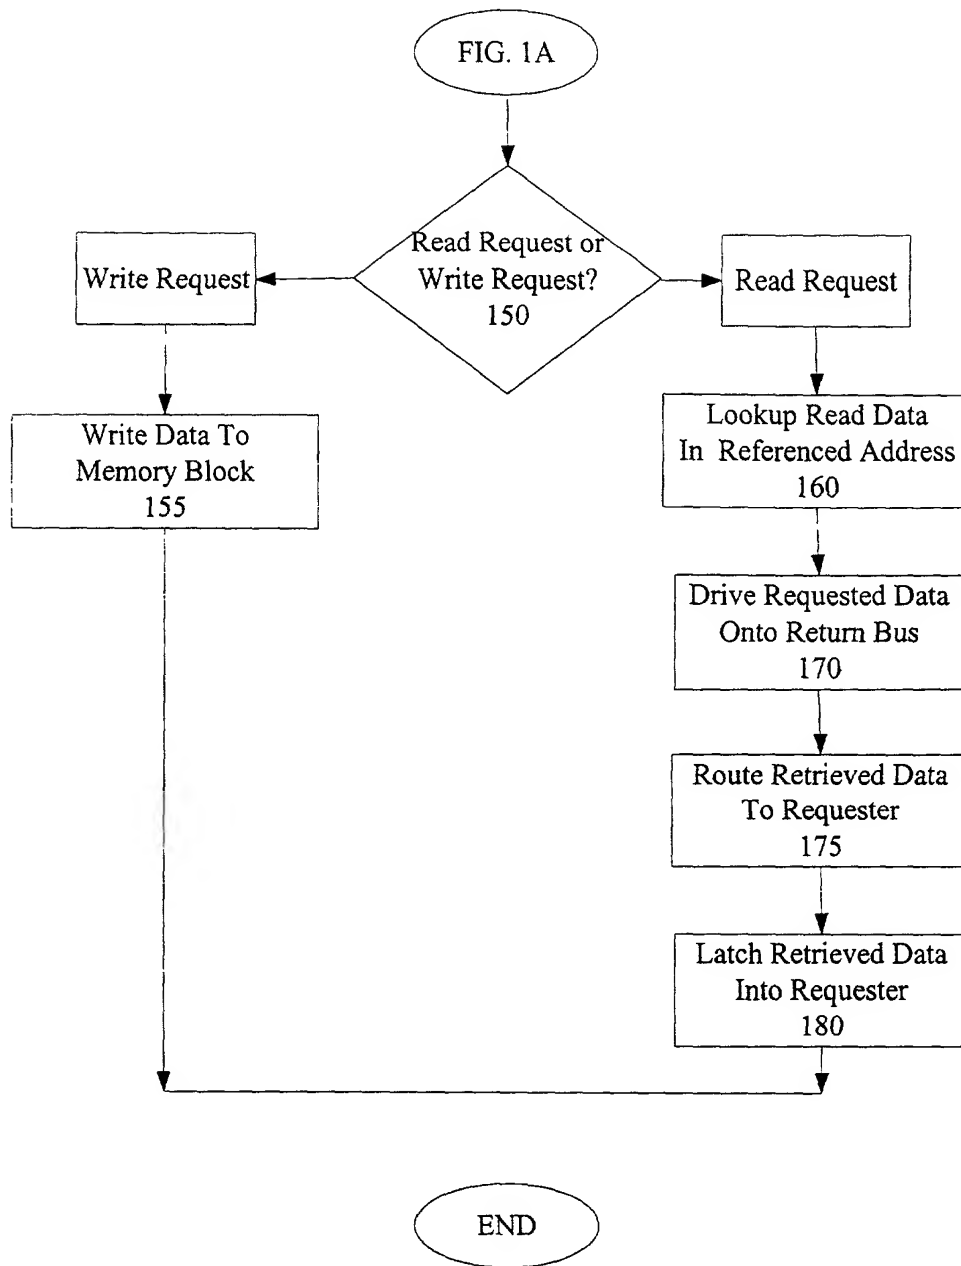 FIG. 1A
Read Request or
Write Request?
150
Write Request
Read Request
Write Data To
Memory Block
155
Lookup Read Data
In Referenced Address
160
Drive Requested Data
Onto Return Bus
170
Route Retrieved Data
To Requester
175
Latch Retrieved Data
Into Requester
180
END